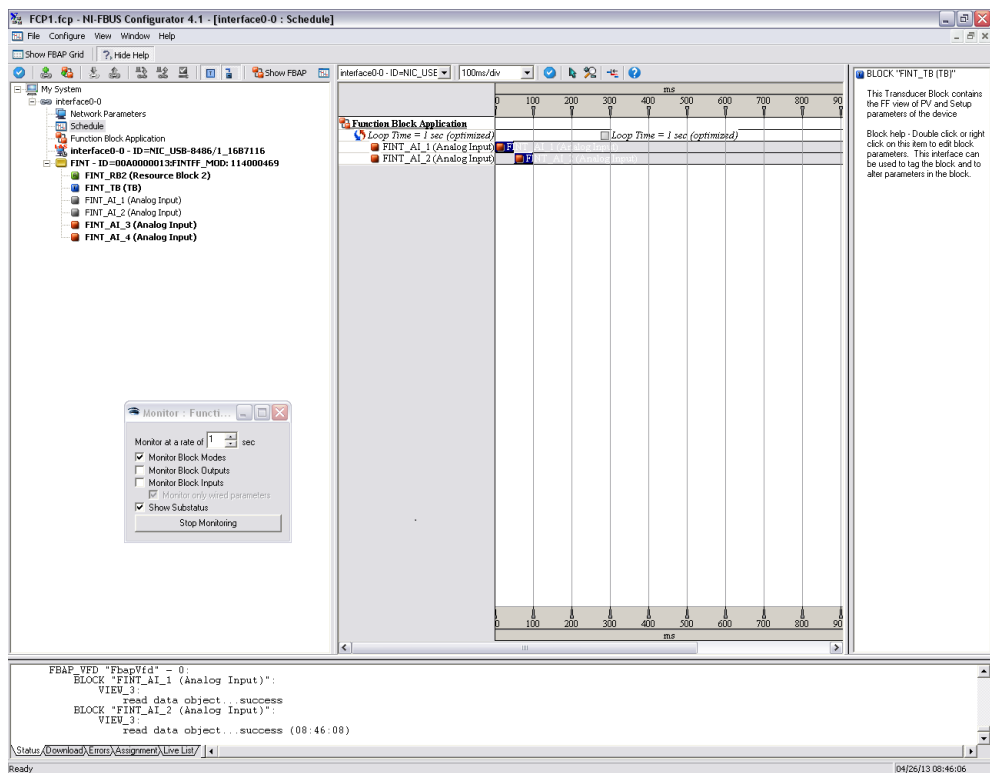 FCP1.fcp - NI-FBUS Configurator 4.1 - [interface0-0 : Schedule]
File Configure View Window Help
Show FBAP Grid Hide Help
Show FBAP
interface0-0 - ID=NIC_USE 100ms/div
My System
interface0-0
Network Parameters
Schedule
Function Block Application
interface0-0 - ID=NIC_USB-8486/1_16B7116
FINT - ID=00A0000013:FINTFF_MOD: 114000469
FINT_RB2 (Resource Block 2)
FINT_TB (TB)
FINT_AI_1 (Analog Input)
FINT_AI_2 (Analog Input)
FINT_AI_3 (Analog Input)
FINT_AI_4 (Analog Input)
ms
0 100 200 300 400 500 600 700 800 90
Function Block Application
Loop Time = 1 sec (optimized) Loop Time = 1 sec (optimized)
FINT_AI_1 (Analog Input) FINT_AI_1 (Analog Input)
FINT_AI_2 (Analog Input) FINT_AI_2 (Analog Input)
0 100 200 300 400 500 600 700 800 90
ms
BLOCK "FINT_TB (TB)"
This Transducer Block contains
the FF view of PV and Setup
parameters of the device
Block help - Double click or right
click on this item to edit block
parameters. This interface can
be used to tag the block and to
alter parameters in the block.
Monitor : Functi...
Monitor at a rate of 1 sec
Monitor Block Modes
Monitor Block Outputs
Monitor Block Inputs
Monitor only wired parameters
Show Substatus
Stop Monitoring
FBAP_VFD "FbapVfd" - 0:
BLOCK "FINT_AI_1 (Analog Input)":
VIEW_3:
read data object...success
BLOCK "FINT_AI_2 (Analog Input)":
VIEW_3:
read data object...success (08:46:08)
Status Download Errors Assignment Live List
Ready 04/26/13 08:46:06